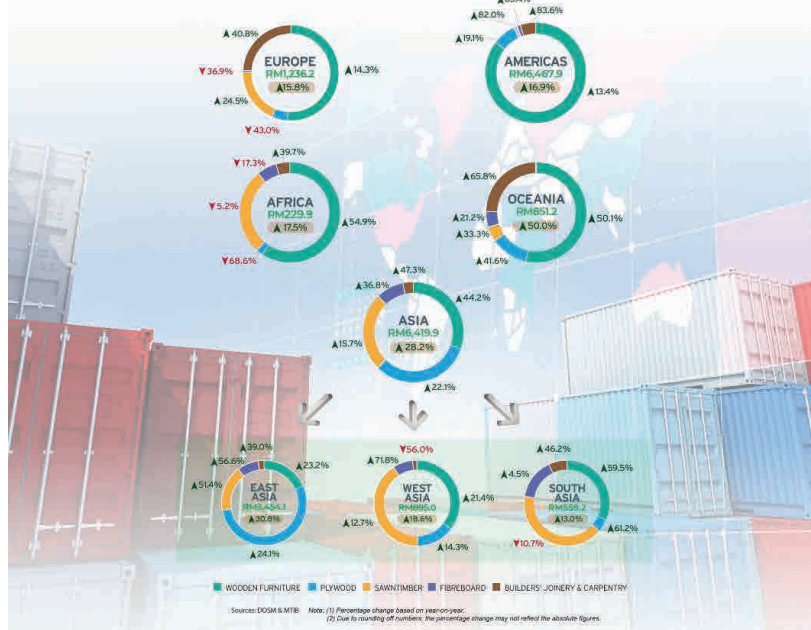 ▲82.0%
▲83.6%
▲19.1%
AMERICAS
RM6,467.9
▲16.9%
▲13.4%
▲40.8%
EUROPE
RM1,236.2
▲15.8%
▲14.3%
▼36.9%
▲24.5%
▼43.0%
▲39.7%
▼17.3%
AFRICA
RM229.9
▲17.5%
▼5.2%
▲54.9%
▼68.6%
▲65.8%
OCEANIA
RM851.2
▲50.0%
▲50.1%
▲21.2%
▲33.3%
▲41.6%
▲47.3%
▲36.8%
▲44.2%
ASIA
RM6,419.9
▲28.2%
▲15.7%
▲22.1%
▲39.0%
▲56.6%
▲23.2%
▲51.4%
EAST
ASIA
▲30.8%
▲24.1%
▼56.0%
▲71.8%
WEST
ASIA
RM695.0
▲18.6%
▲21.4%
▲12.7%
▲14.3%
▲46.2%
▲4.5%
▲59.5%
SOUTH
ASIA
RM559.2
▲13.0%
▲61.2%
▼10.7%
WOODEN FURNITURE PLYWOOD SAWNTIMBER FIBREBOARD BUILDERS' JOINERY & CARPENTRY
Sources: DOSM & MTIB Note: (1) Percentage change based on year-on-year.
(2) Due to rounding off numbers, the percentage change may not reflect the absolute figures.